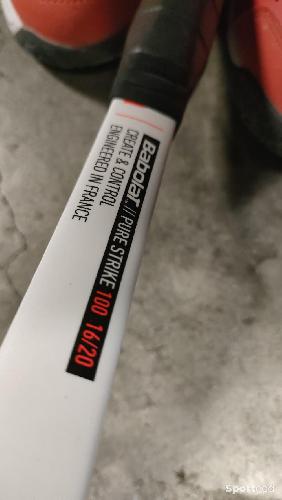 Babolat // PURE STRIKE 100 16/20
CREATE & CONTROL
ENGINEERED IN FRANCE